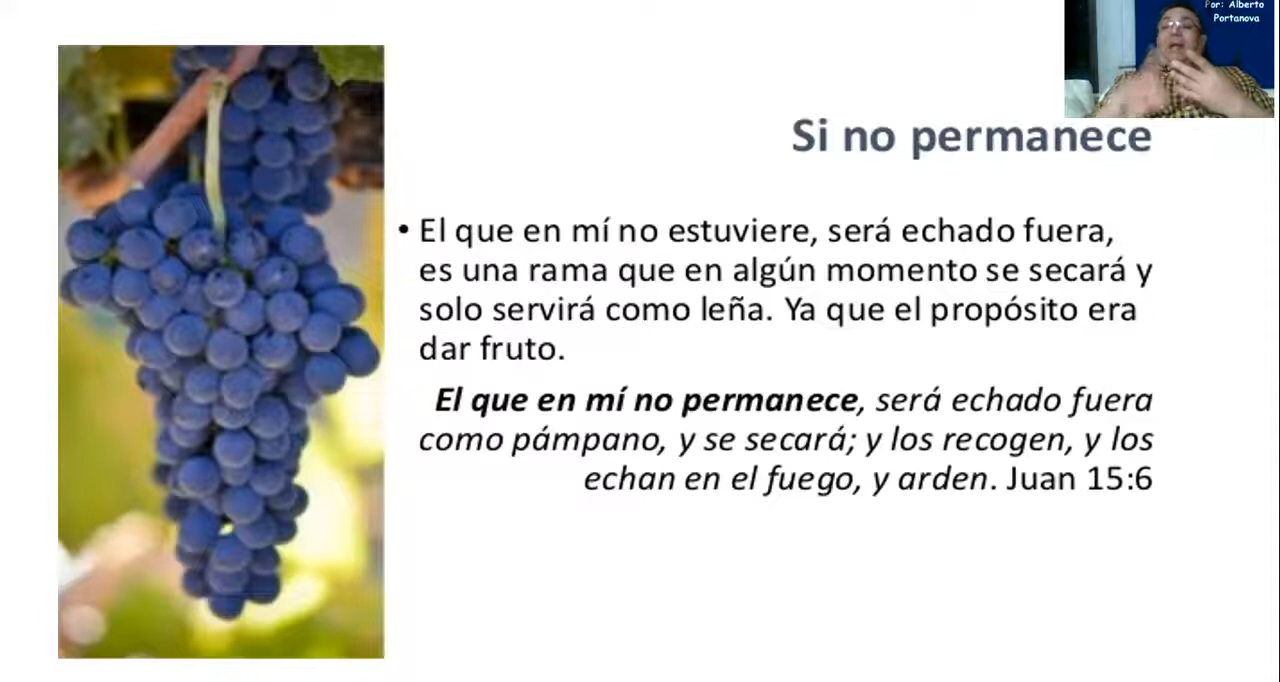 Por: Alberto
Portanova
Si no permanece
• El que en mí no estuviere, será echado fuera,
es una rama que en algún momento se secará y
solo servirá como leña. Ya que el propósito era
dar fruto.
El que en mí no permanece, será echado fuera
como pámpano, y se secará; y los recogen, y los
echan en el fuego, y arden. Juan 15:6